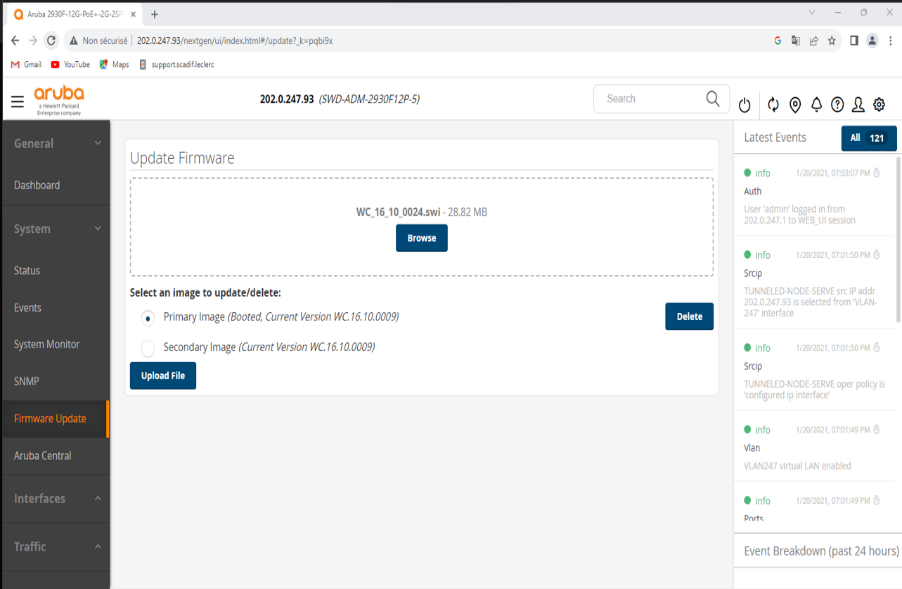 Aruba 2930F-12G-PoE+-2G-2SF
Non sécurisé
202.0.247.93/nextgen/ui/index.html#/update?_k=pqbi9x
Gmail
YouTube
Maps
support.scadif.leclerc
aruba
a Hewlett Packard
Enterprise company
202.0.247.93 (SWD-ADM-2930F12P-5)
Search
General
Dashboard
System
Status
Events
System Monitor
SNMP
Firmware Update
Aruba Central
Interfaces
Traffic
Update Firmware
WC_16_10_0024.swi - 28.82 MB
Browse
Select an image to update/delete:
Primary Image (Booted, Current Version WC.16.10.0009)
Delete
Secondary Image (Current Version WC.16.10.0009)
Upload File
Latest Events
All 121
info 1/20/2021, 07:03:07 PM
Auth
User 'admin' logged in from
202.0.247.1 to WEB_UI session
info 1/20/2021, 07:01:50 PM
Srcip
TUNNELED-NODE-SERVE src IP addr
202.0.247.93 is selected from 'VLAN-
247' interface
info 1/20/2021, 07:01:50 PM
Srcip
TUNNELED-NODE-SERVE oper policy is
'configured ip interface'
info 1/20/2021, 07:01:49 PM
Vlan
VLAN247 virtual LAN enabled
info 1/20/2021, 07:01:49 PM
Ports
Event Breakdown (past 24 hours)